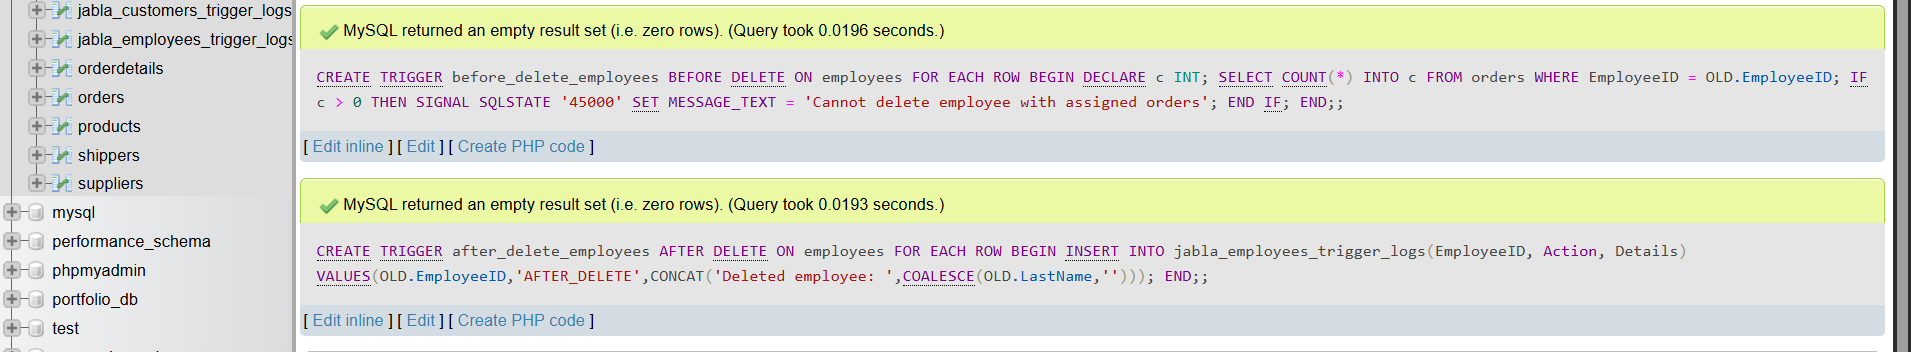 jabla_customers_trigger_logs
jabla_employees_trigger_logs
orderdetails
orders
products
shippers
suppliers
mysql
performance_schema
phpmyadmin
portfolio_db
test
MySQL returned an empty result set (i.e. zero rows). (Query took 0.0196 seconds.)
CREATE TRIGGER before_delete_employees BEFORE DELETE ON employees FOR EACH ROW BEGIN DECLARE c INT; SELECT COUNT(*) INTO c FROM orders WHERE EmployeeID = OLD.EmployeeID; IF
c > 0 THEN SIGNAL SQLSTATE '45000' SET MESSAGE_TEXT = 'Cannot delete employee with assigned orders'; END IF; END;;
[ Edit inline ] [ Edit ] [ Create PHP code ]
MySQL returned an empty result set (i.e. zero rows). (Query took 0.0193 seconds.)
CREATE TRIGGER after_delete_employees AFTER DELETE ON employees FOR EACH ROW BEGIN INSERT INTO jabla_employees_trigger_logs(EmployeeID, Action, Details)
VALUES(OLD.EmployeeID,'AFTER_DELETE',CONCAT('Deleted employee: ',COALESCE(OLD.LastName,''))); END;;
[ Edit inline ] [ Edit ] [ Create PHP code ]